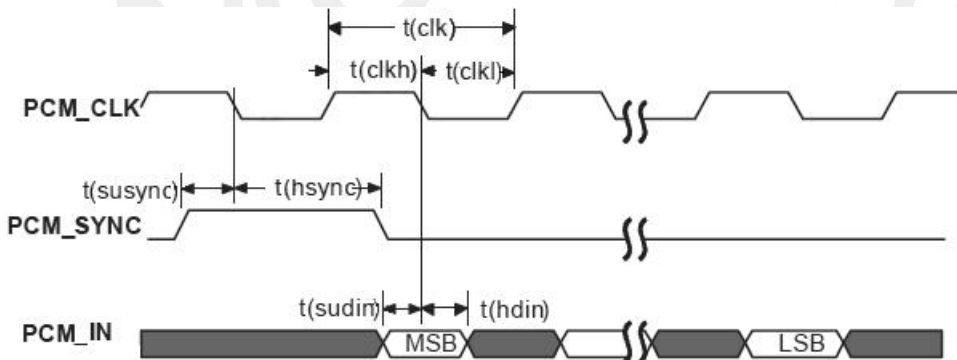 t(clk)
t(clkh) t(clkl)
PCM_CLK
t(susync) t(hsync)
PCM_SYNC
t(sudin) t(hdin)
PCM_IN MSB LSB